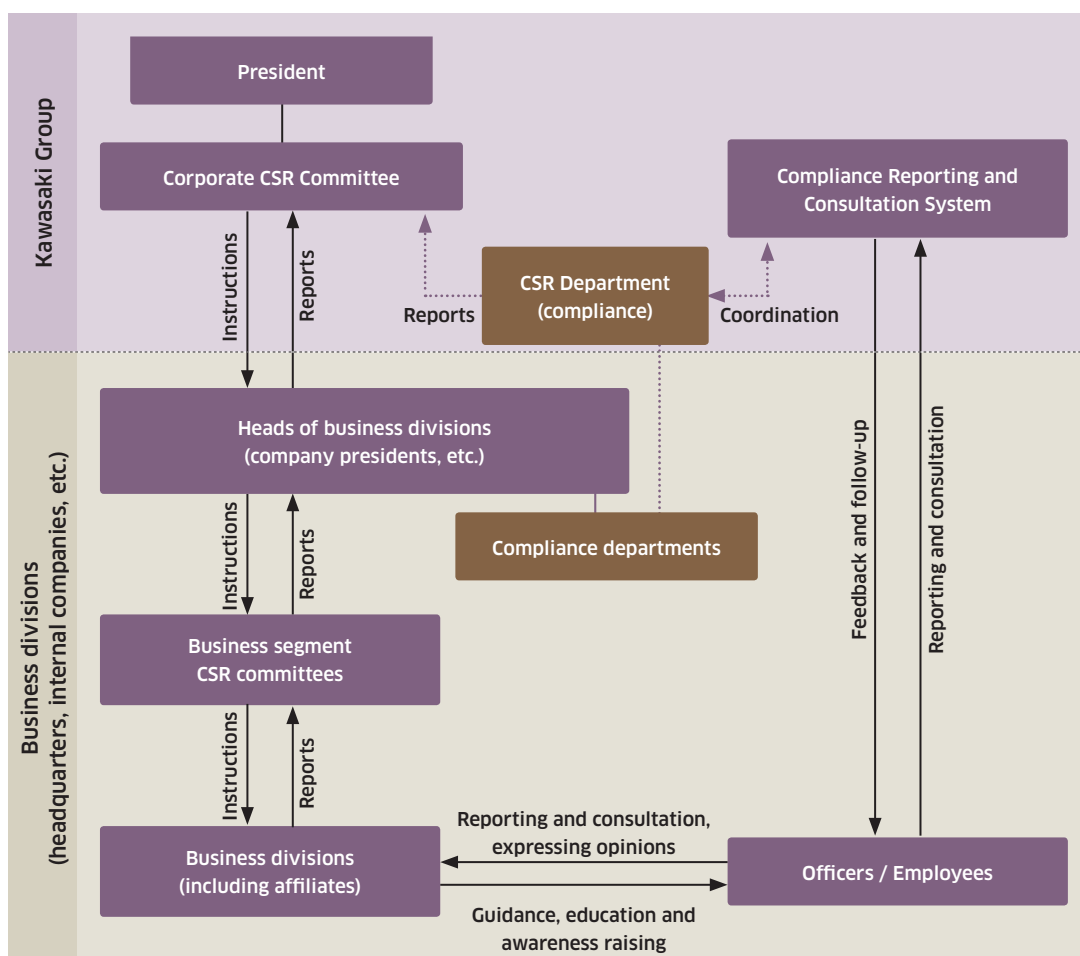 Kawasaki Group
President
Corporate CSR Committee
Compliance Reporting and
Consultation System
Instructions
Reports
CSR Department
(compliance)
Reports
Coordination
Business divisions
(headquarters, internal companies, etc.)
Heads of business divisions
(company presidents, etc.)
Compliance departments
Instructions
Reports
Feedback and follow-up
Reporting and consultation
Business segment
CSR committees
Instructions
Reports
Business divisions
(including affiliates)
Reporting and consultation,
expressing opinions
Guidance, education and
awareness raising
Officers / Employees